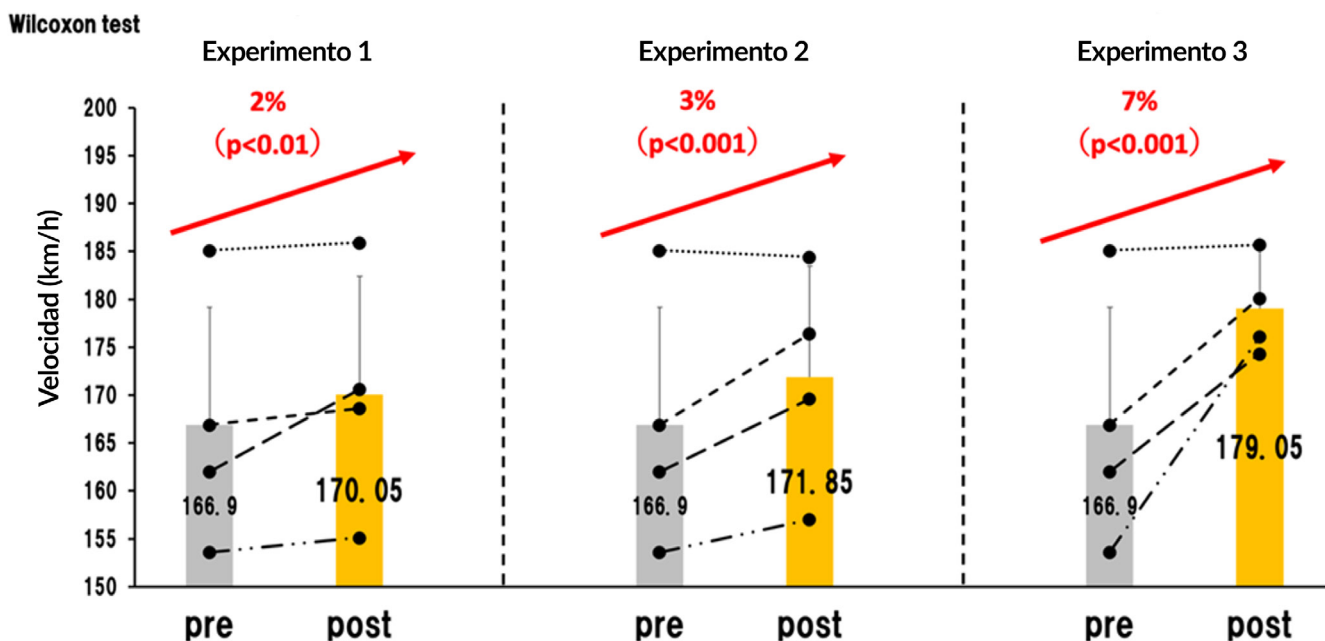 Wilcoxon test
Experimento 1
Experimento 2
Experimento 3
2%
(p<0.01)
3%
(p<0.001)
7%
(p<0.001)
Velocidad (km/h)
200
195
190
185
180
175
170
165
160
155
150
166.9
170.05
166.9
171.85
166.9
179.05
pre
post
pre
post
pre
post